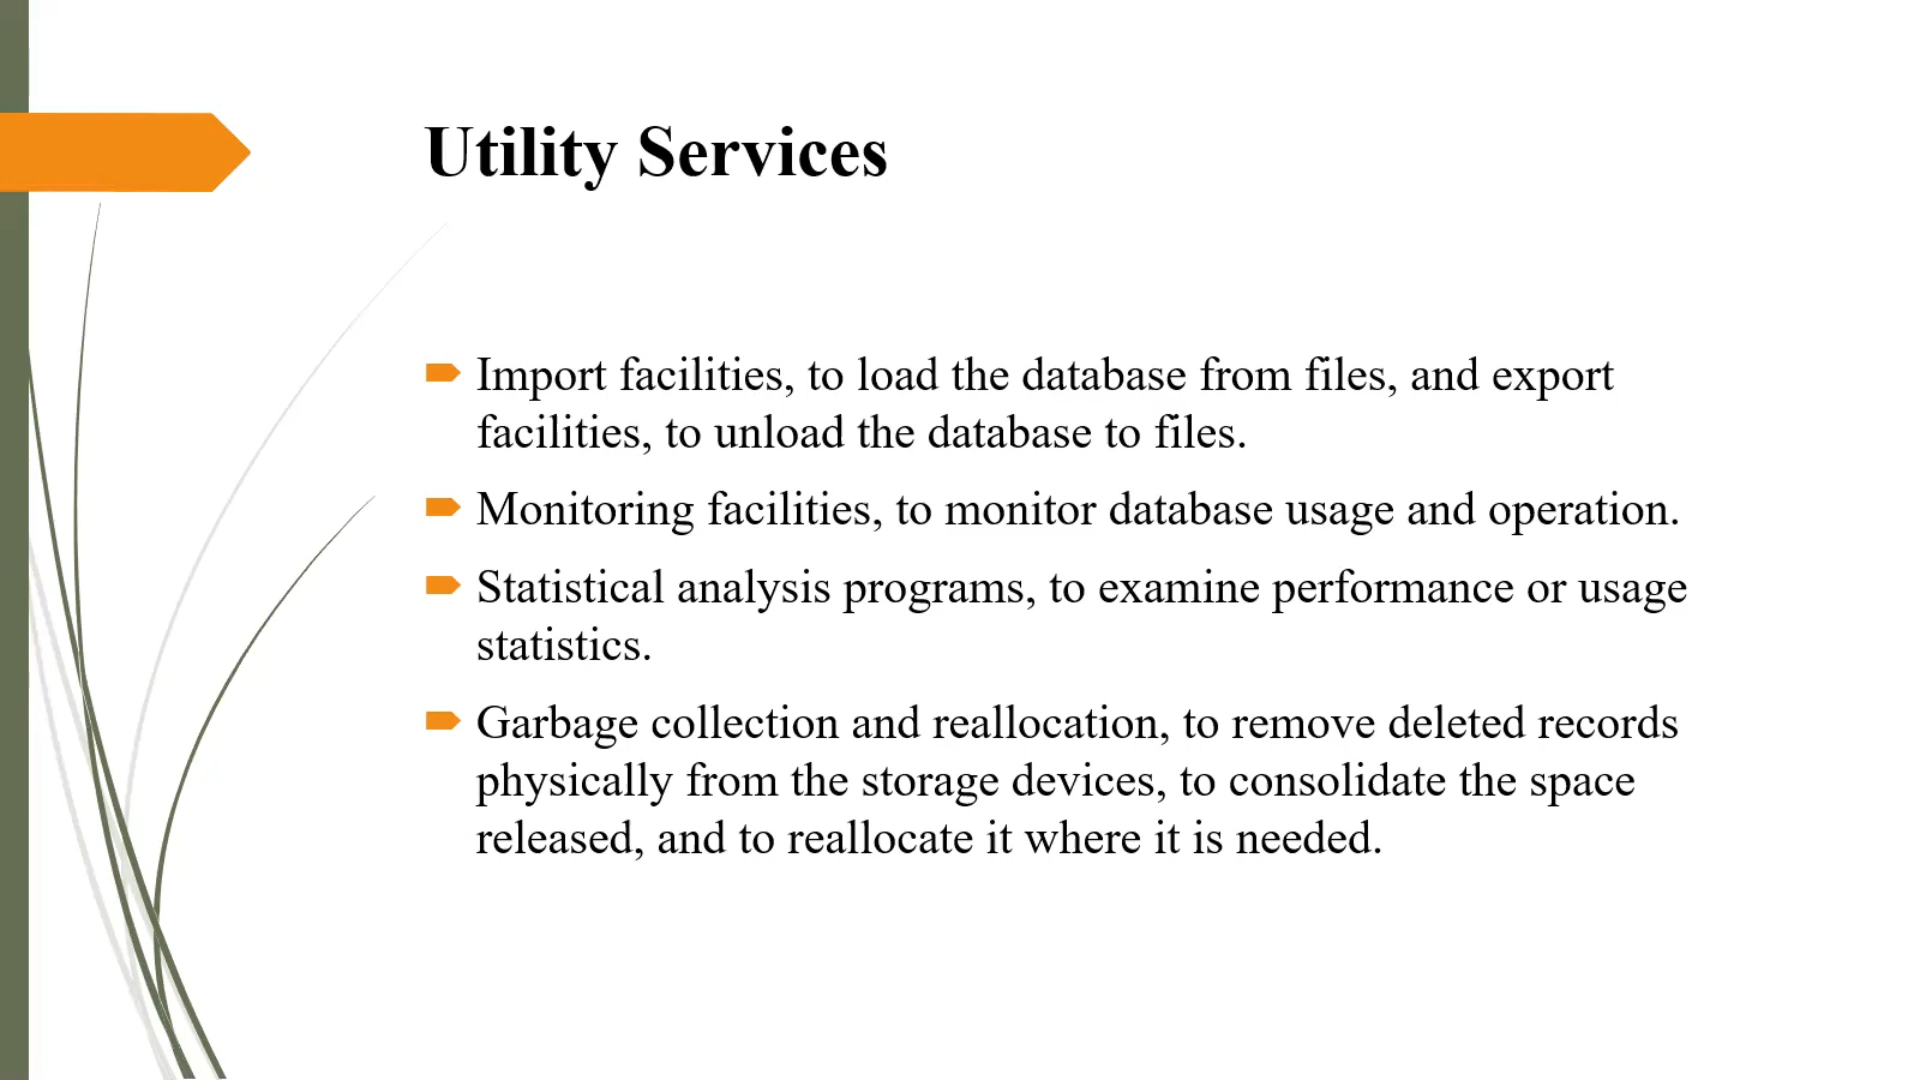 Utility Services
Import facilities, to load the database from files, and export
facilities, to unload the database to files.
Monitoring facilities, to monitor database usage and operation.
Statistical analysis programs, to examine performance or usage
statistics.
Garbage collection and reallocation, to remove deleted records
physically from the storage devices, to consolidate the space
released, and to reallocate it where it is needed.